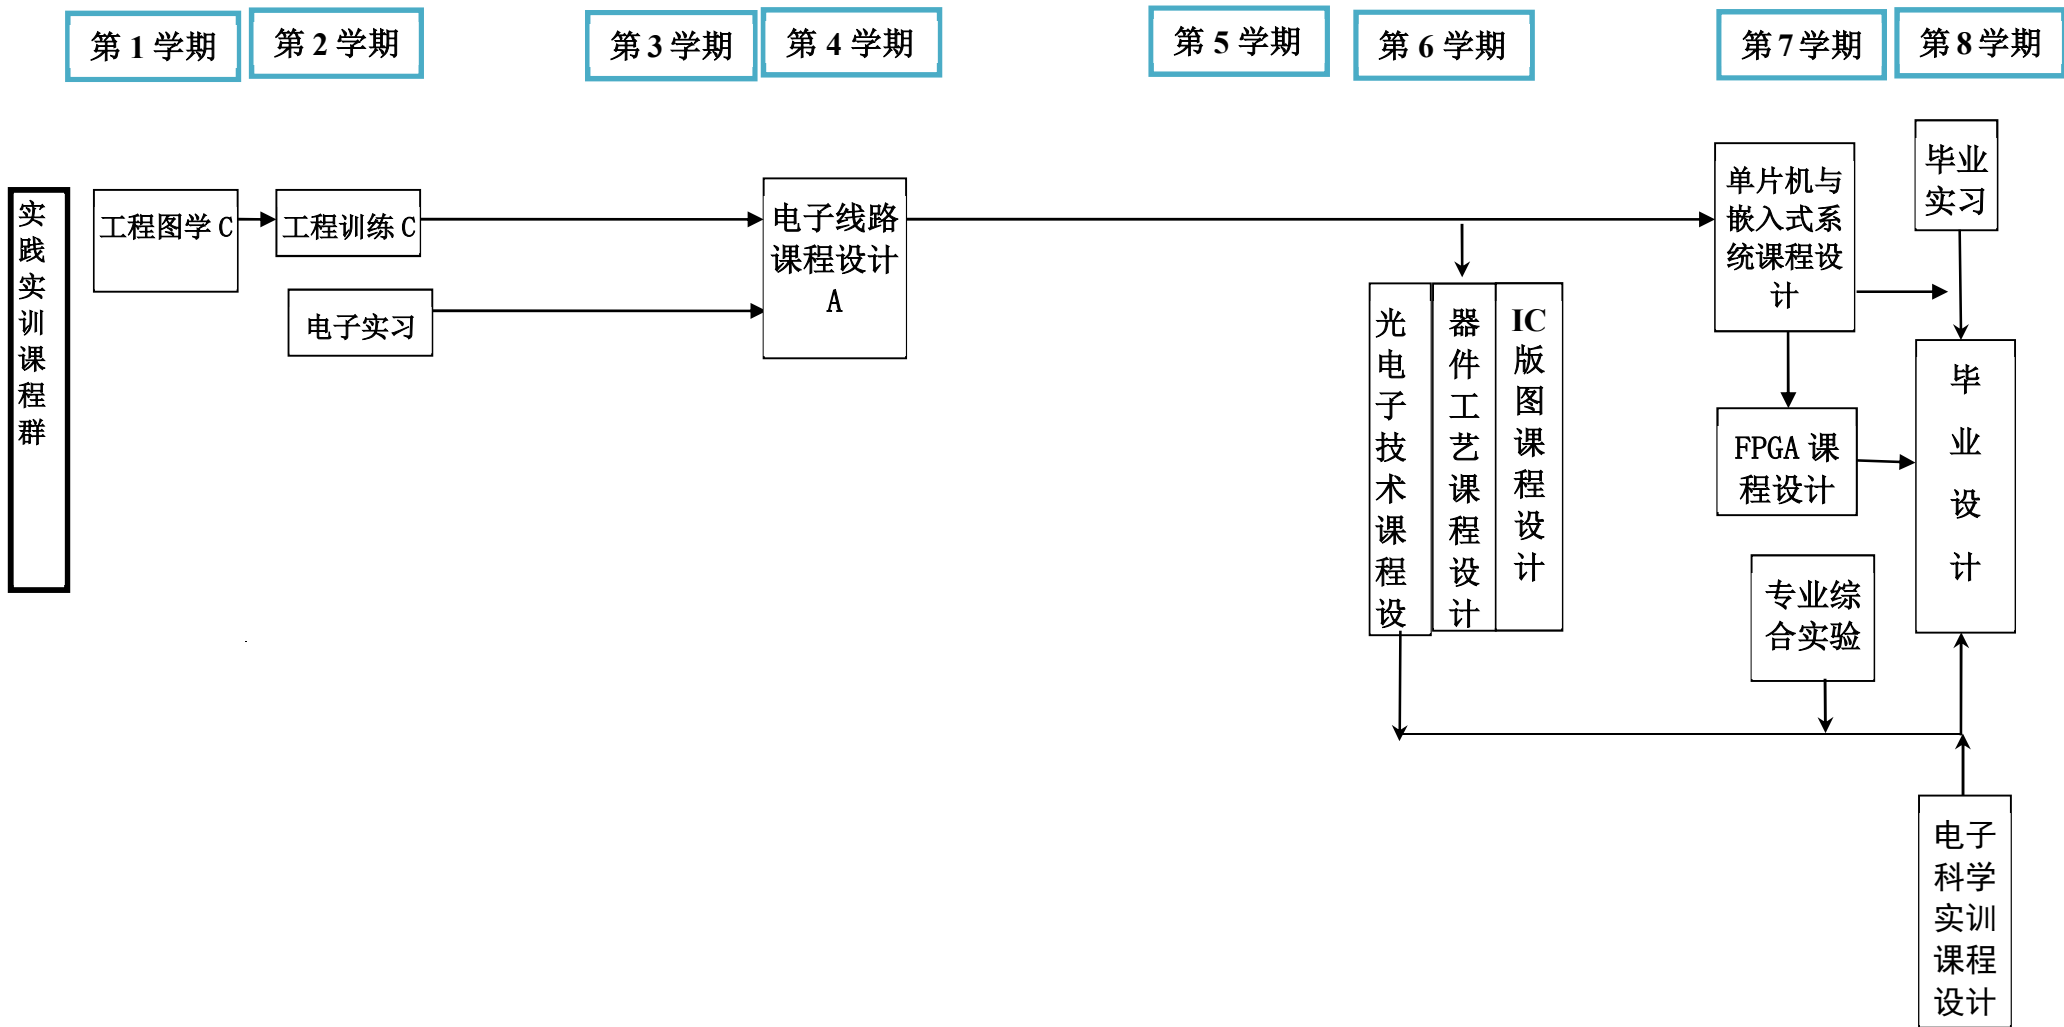 第 1 学期
第 2 学期
第 3 学期
第 4 学期
第 5 学期
第 6 学期
第 7 学期
第 8 学期
实
践
实
训
课
程
群
工程图学 C
工程训练 C
电子实习
电子线路
课程设计
A
光
电
子
技
术
课
程
设
器
件
工
艺
课
程
设
计
IC
版
图
课
程
设
计
单片机与
嵌入式系
统课程设
计
FPGA 课
程设计
专业综
合实验
毕业
实习
毕
业
设
计
电子
科学
实训
课程
设计